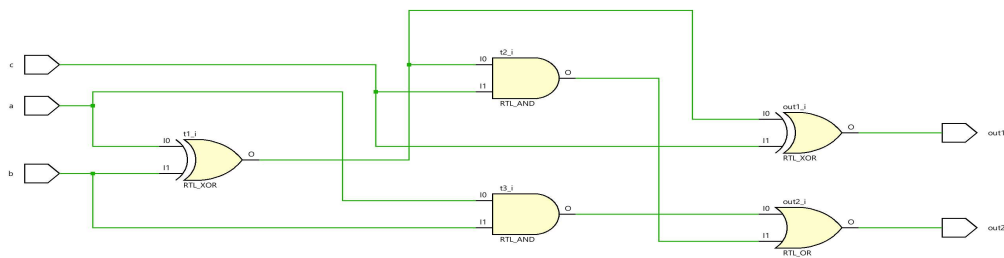 c
a
b
t1_i
I0
I1
O
RTL_XOR
t2_i
I0
I1
O
RTL_AND
t3_i
I0
I1
O
RTL_AND
out1_i
I0
I1
O
RTL_XOR
out2_i
I0
I1
O
RTL_OR
out1
out2